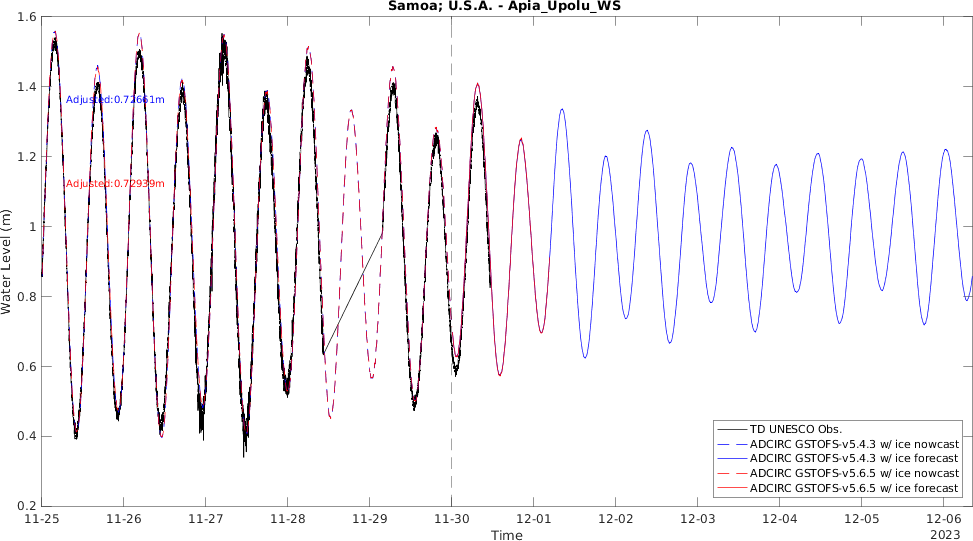 Samoa; U.S.A. - Apia_Upolu_WS
1.6
1.4
1.2
1
0.8
0.6
0.4
0.2
Water Level (m)
Adjusted:0.72661m
Adjusted:0.72939m
TD UNESCO Obs.
ADCIRC GSTOFS-v5.4.3 w/ ice nowcast
ADCIRC GSTOFS-v5.4.3 w/ ice forecast
ADCIRC GSTOFS-v5.6.5 w/ ice nowcast
ADCIRC GSTOFS-v5.6.5 w/ ice forecast
11-25 11-26 11-27 11-28 11-29 11-30 12-01 12-02 12-03 12-04 12-05 12-06
Time
2023